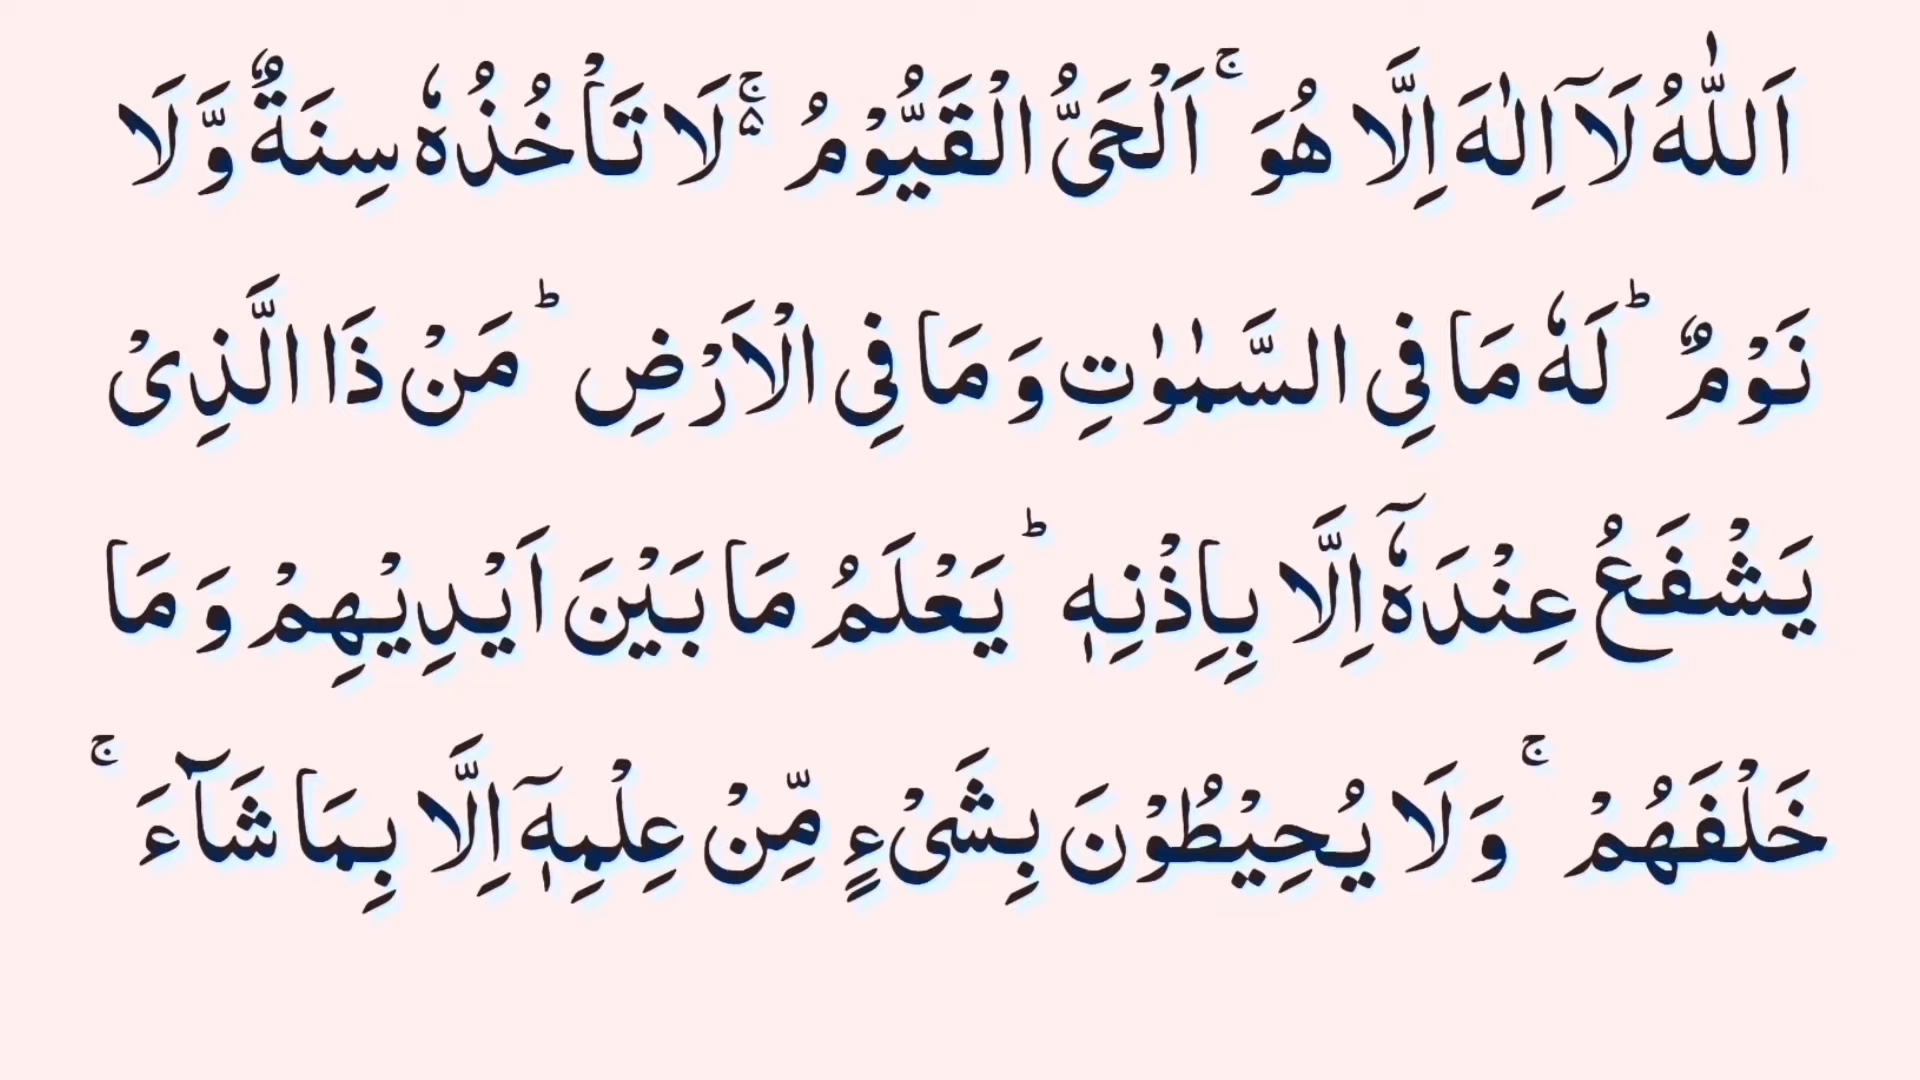 اَللّٰهُ لَاۤ اِلٰهَ اِلَّا هُوَ ۚ اَلْحَیُّ الْقَیُّوْمُ ۚ۬ لَا تَاْخُذُهٗ سِنَةٌ وَّ لَا
نَوْمٌ ؕ لَهٗ مَا فِی السَّمٰوٰتِ وَ مَا فِی الْاَرْضِ ؕ مَنْ ذَا الَّذِیْ
یَشْفَعُ عِنْدَهٗۤ اِلَّا بِاِذْنِهٖ ؕ یَعْلَمُ مَا بَیْنَ اَیْدِیْهِمْ وَ مَا
خَلْفَهُمْ ۚ وَ لَا یُحِیْطُوْنَ بِشَیْءٍ مِّنْ عِلْمِهٖۤ اِلَّا بِمَا شَآءَ ۚ